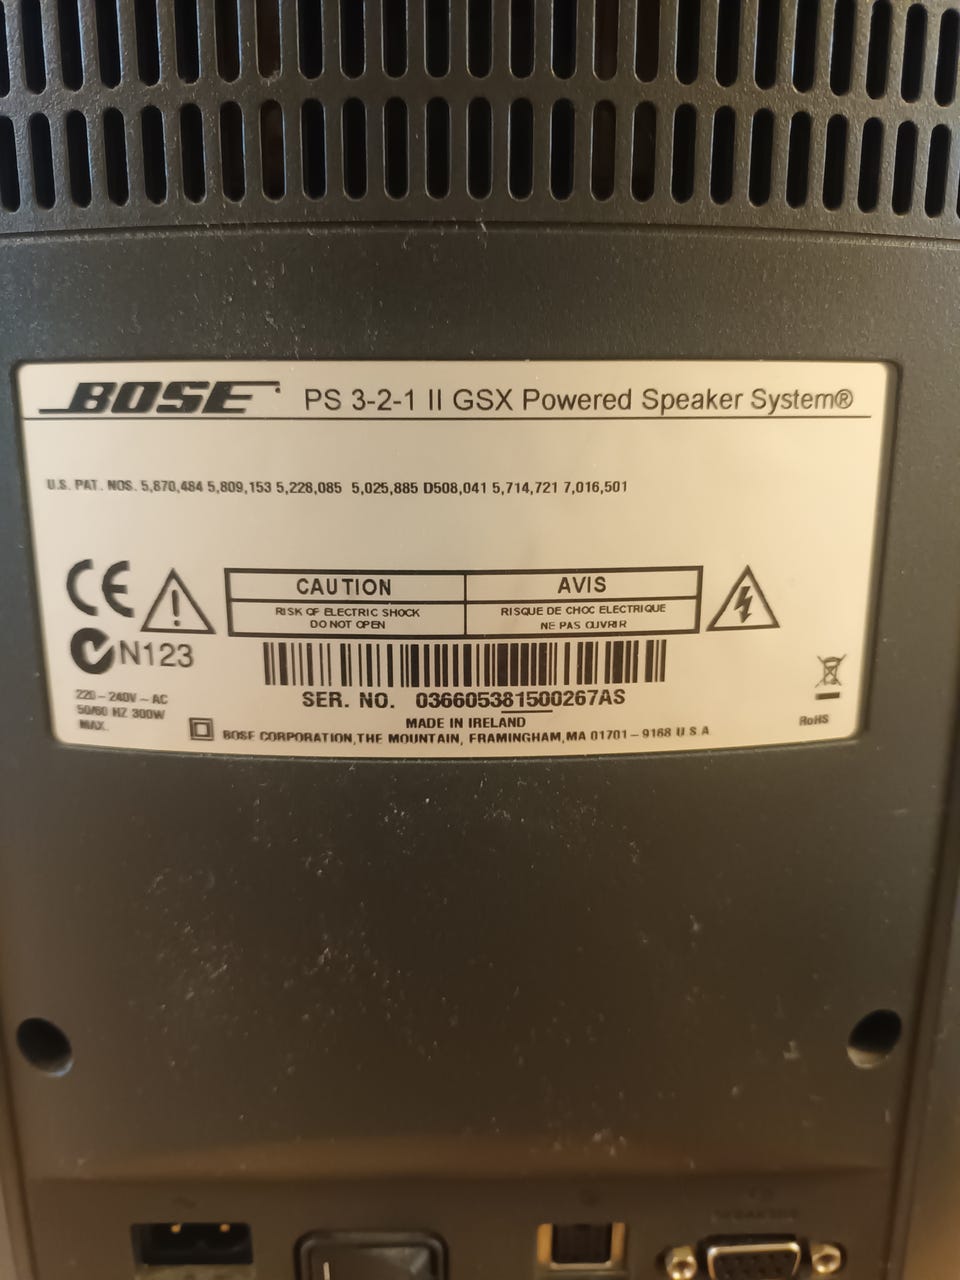 BOSE PS 3-2-1 II GSX Powered Speaker System®
U.S. PAT. NOS. 5,870,484 5,809,153 5,228,085 5,025,885 D508,041 5,714,721 7,016,501
CE
CAUTION AVIS
RISK OF ELECTRIC SHOCK RISQUE DE CHOC ELECTRIQUE
DO NOT OPEN NE PAS OUVRIR
N123
220-240V~AC
50/60 HZ 300W
MAX.
SER. NO. 036605381500267AS
MADE IN IRELAND
BOSE CORPORATION, THE MOUNTAIN, FRAMINGHAM, MA 01701-9168 U S A
RoHS